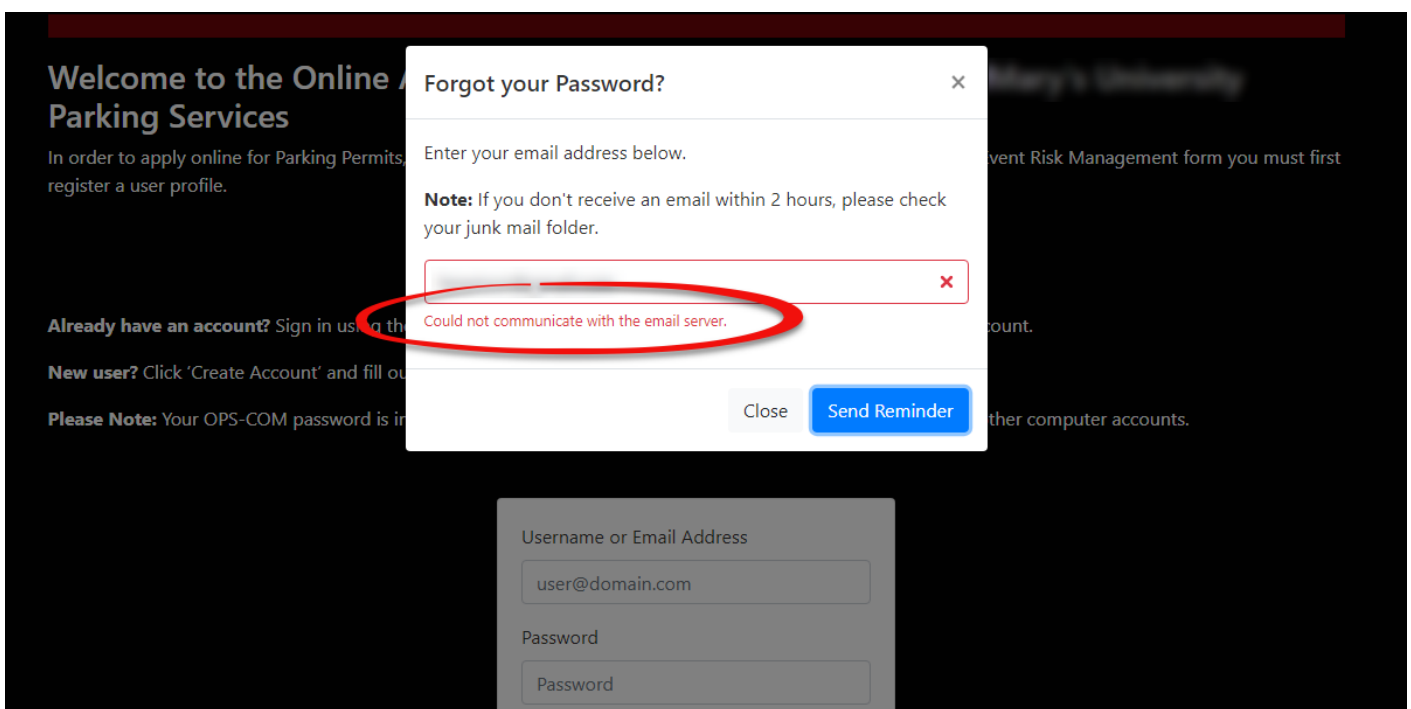 Welcome to the Online
Parking Services
In order to apply online for Parking Permits,
vent Risk Management form you must first
register a user profile.
Already have an account? Sign in using the
count.
New user? Click ‘Create Account’ and fill ou
Please Note: Your OPS-COM password is in
ther computer accounts.
Forgot your Password?
Enter your email address below.
Note: If you don't receive an email within 2 hours, please check
your junk mail folder.
Could not communicate with the email server.
Close
Send Reminder
Username or Email Address
user@domain.com
Password
Password